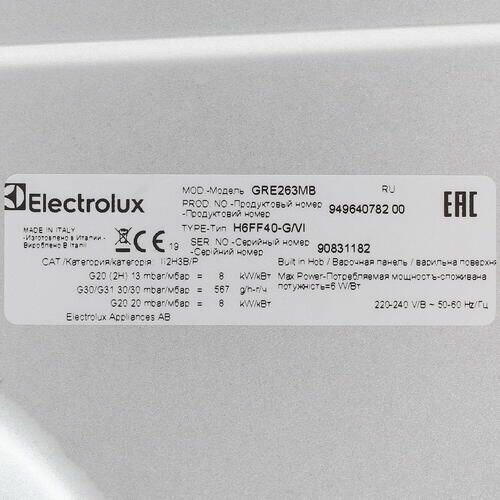 Electrolux
MOD.-Модель GRE263MB RU
PROD. NO -Продуктовый номер 949640782 00
-Продуктовий номер
TYPE-Тип H6FF40-G/VI
MADE IN ITALY
-Изготовлено в Италии -
Вироблено В Італії
CE 19
SER. NO -Серийный номер 90831182
-Серійний номер
EAC
CAT./Категория/категорія II2H3B/P
G20 (2H) 13 mbar/мбар = 8 kW/кВт
G30/G31 30/30 mbar/мбар = 567 g/h-г/ч
G20 20 mbar/мбар = 8 kW/кВт
Electrolux Appliances AB
Built in Hob / Варочная панель / варильна поверхня
Max Power-Потребляемая мощность-споживана
потужність=6 W/Вт
220-240 V/В ~ 50-60 Hz/Гц